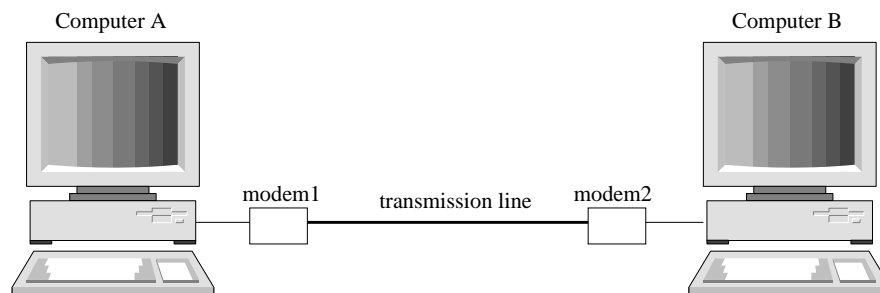 Computer A
Computer B
modem1
transmission line
modem2